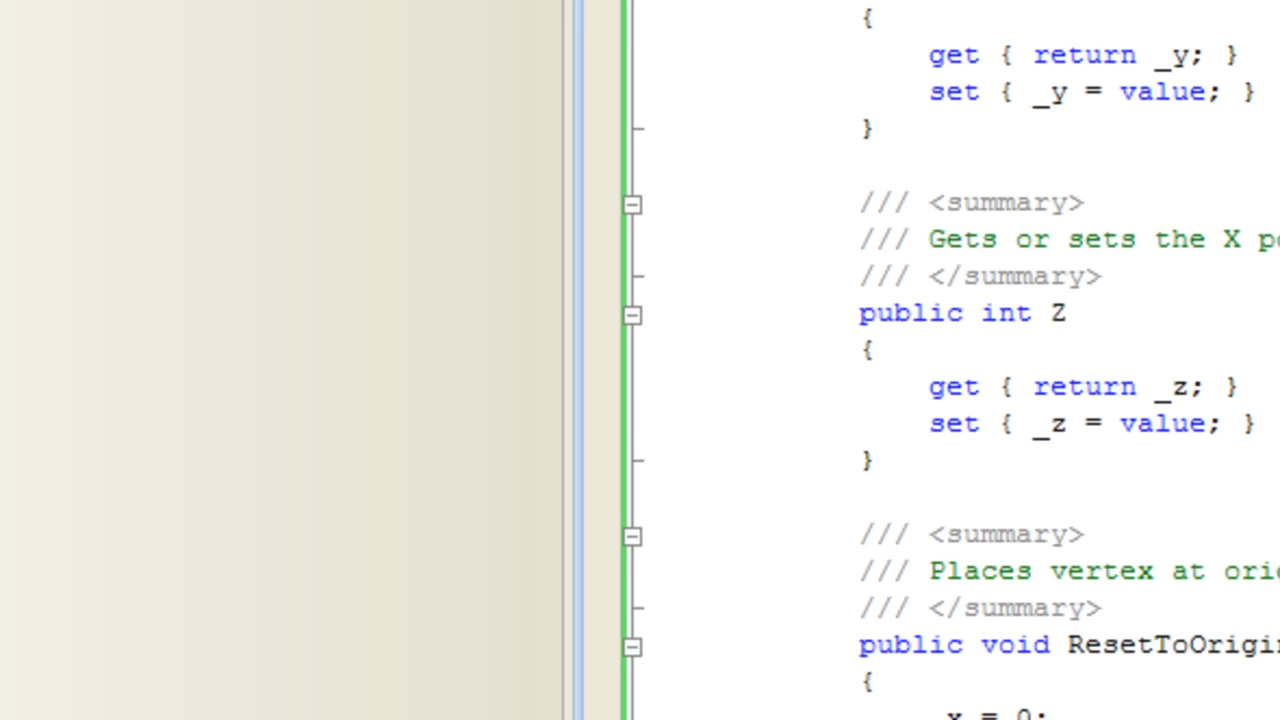 {
get { return _y; }
set { _y = value; }
}
/// <summary>
/// Gets or sets the X
/// </summary>
public int Z
{
get { return _z; }
set { _z = value; }
}
/// <summary>
/// Places vertex at
/// </summary>
public void
{
x = 0;